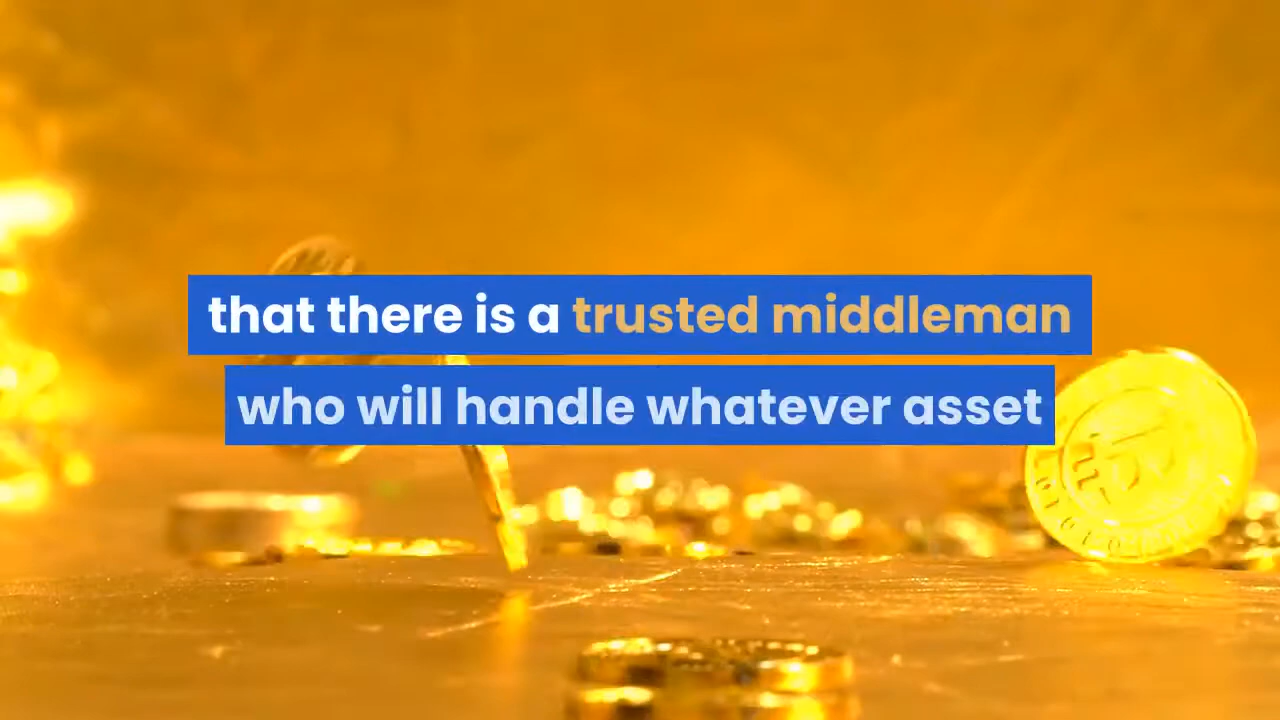 that there is a trusted middleman
who will handle whatever asset